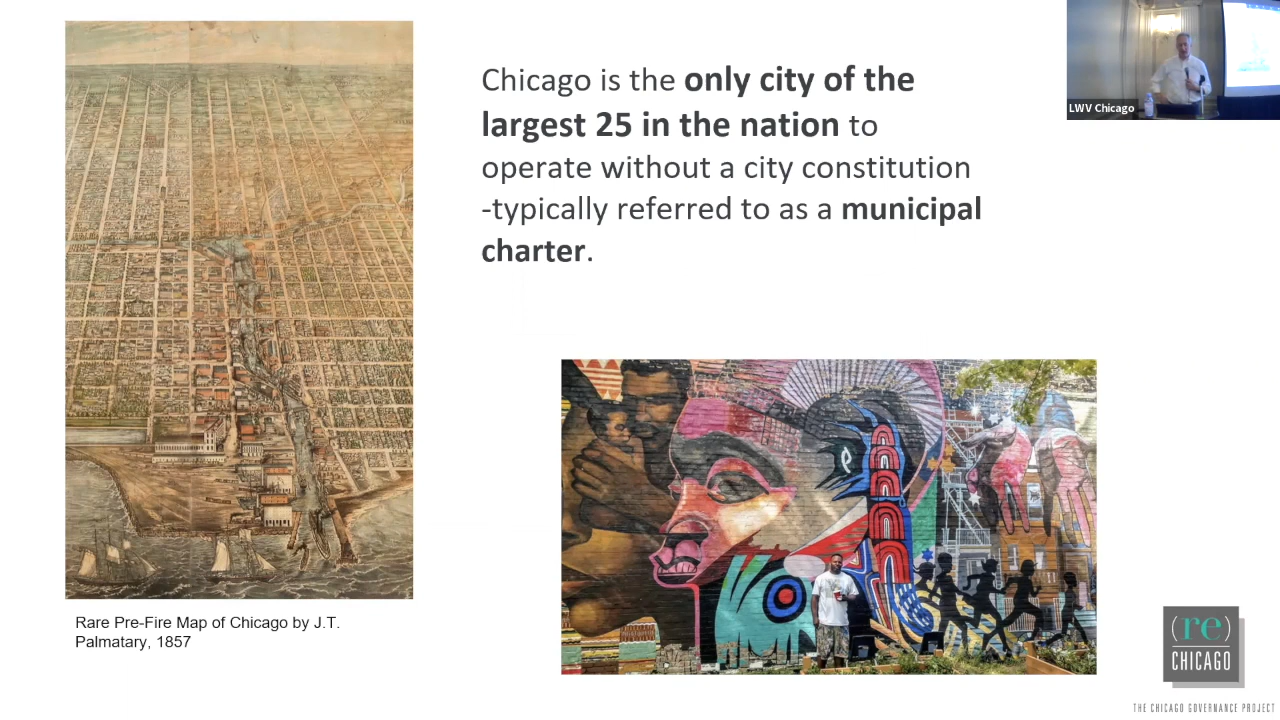 Chicago is the only city of the
largest 25 in the nation to
operate without a city constitution
-typically referred to as a municipal
charter.
LWV Chicago
Rare Pre-Fire Map of Chicago by J.T.
Palmatary, 1857
(re)
CHICAGO
THE CHICAGO GOVERNANCE PROJECT